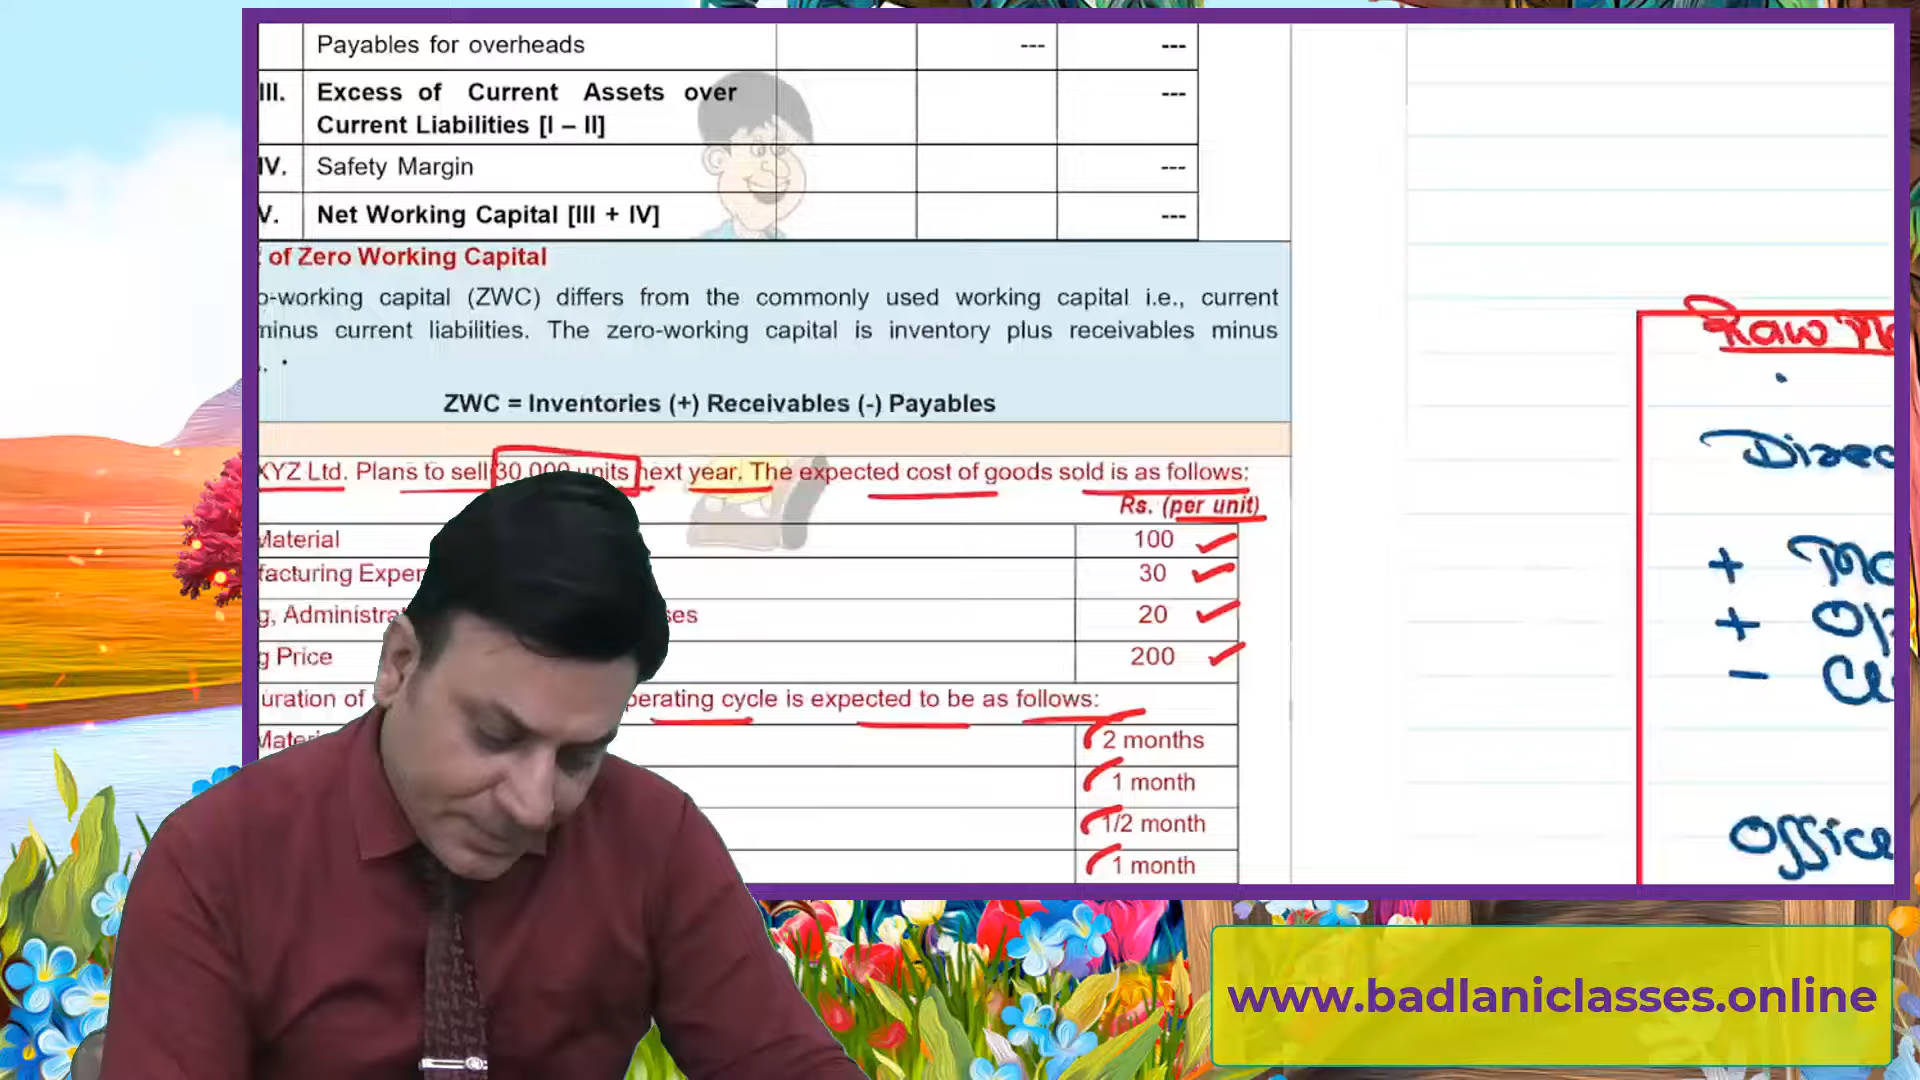 Payables for overheads --- ---
III. Excess of Current Assets over ---
Current Liabilities [I – II]
IV. Safety Margin ---
V. Net Working Capital [III + IV] ---
of Zero Working Capital
o-working capital (ZWC) differs from the commonly used working capital i.e., current
minus current liabilities. The zero-working capital is inventory plus receivables minus
ZWC = Inventories (+) Receivables (-) Payables
XYZ Ltd. Plans to sell 30,000 units next year. The expected cost of goods sold is as follows:
Rs. (per unit)
Material 100
facturing Expen 30
g, Administra ses 20
g Price 200
uration of perating cycle is expected to be as follows:
Mater 2 months
1 month
1/2 month
1 month
Raw M
Direc
+ Mo
+ Op
- Cl
Office
www.badlaniclasses.online